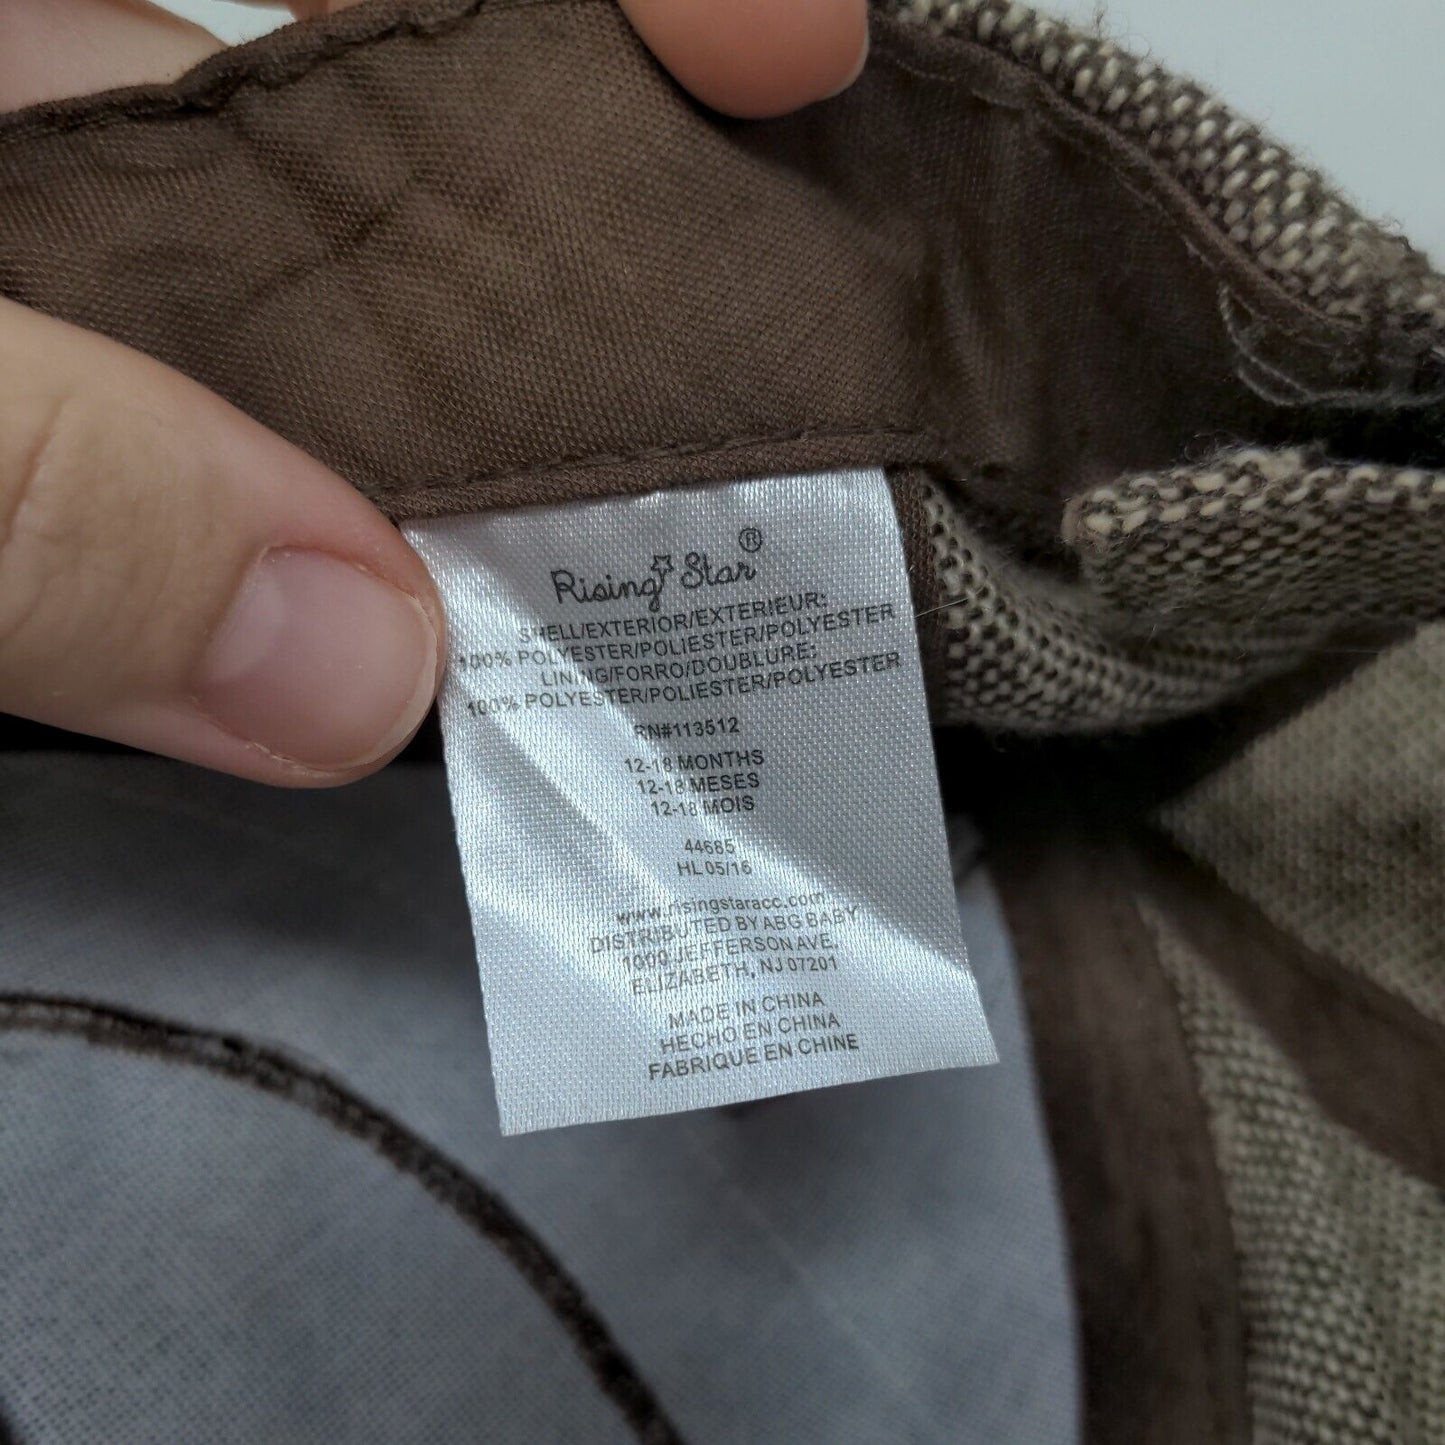 Rising Star®
SHELL/EXTERIOR/EXTERIEUR:
100% POLYESTER/POLIESTER/POLYESTER
LINING/FORRO/DOUBLURE:
100% POLYESTER/POLIESTER/POLYESTER
RN#113512
12-18 MONTHS
12-18 MESES
12-18 MOIS
44685
HL 05/16
www.risingstaracc.com
DISTRIBUTED BY ABG BABY
1000 JEFFERSON AVE.
ELIZABETH, NJ 07201
MADE IN CHINA
HECHO EN CHINA
FABRIQUE EN CHINE